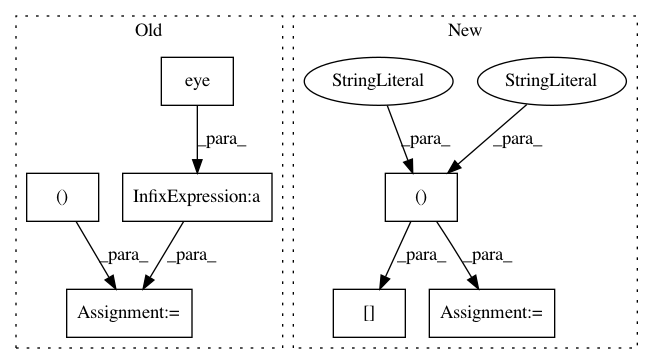 Old
New
eye
StringLiteral
StringLiteral
_para_
_para_
_para_
()
InfixExpression:a
()
_para_
_para_
_para_
_para_
Assignment:=
[]
Assignment:=